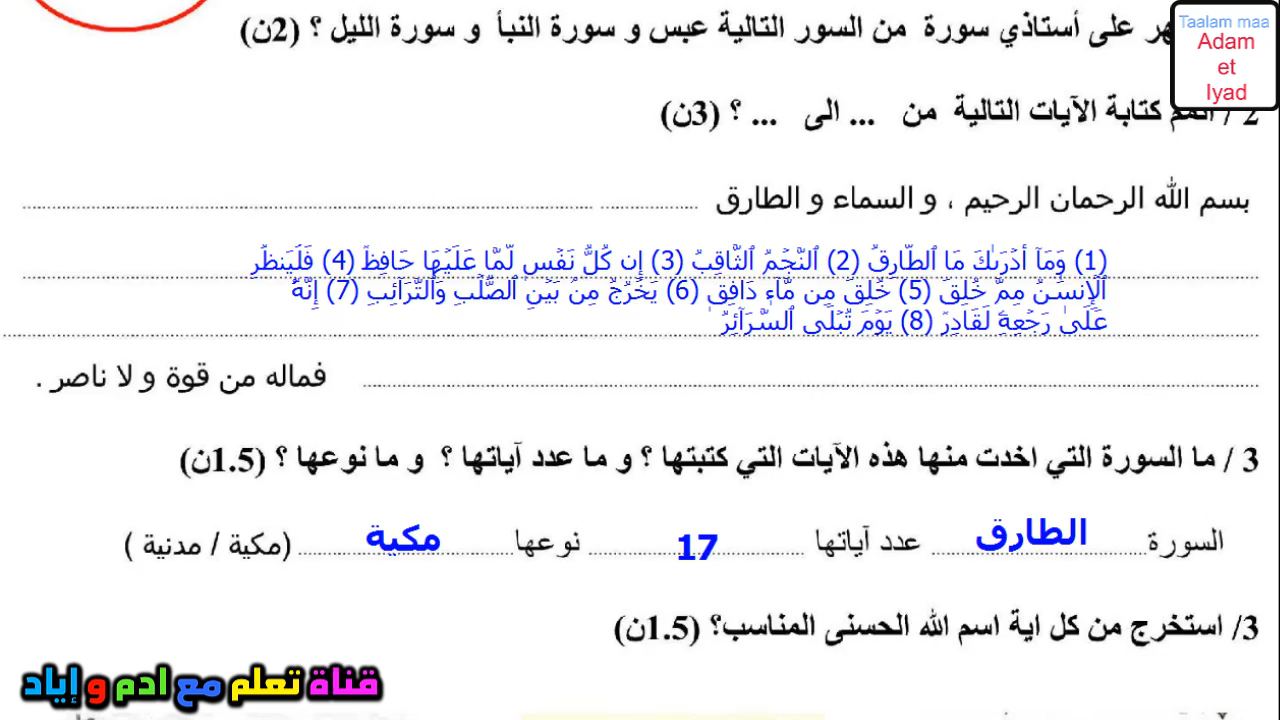 Taalam maa
Adam
et
Iyad
على أستاذي سورة من السور التالية عبس و سورة النبأ و سورة الليل ؟ (2ن)
2 / اتمم كتابة الآيات التالية من ... الى ... ؟ (3ن)
بسم الله الرحمان الرحيم ، و السماء و الطارق
(1) وَمَآ أَدْرَىٰكَ مَا ٱلطَّارِقُ (2) ٱلنَّجْمُ ٱلثَّاقِبُ (3) إِن كُلُّ نَفْسٍ لَّمَّا عَلَيْهَا حَافِظٌ (4) فَلْيَنظُرِ
ٱلْإِنسَـٰنُ مِمَّ خُلِقَ (5) خُلِقَ مِن مَّآءٍ دَافِقٍ (6) يَخْرُجُ مِنۢ بَيْنِ ٱلصُّلْبِ وَٱلتَّرَآئِبِ (7) إِنَّهُۥ
عَلَىٰ رَجْعِهِۦ لَقَادِرٌ (8) يَوْمَ تُبْلَى ٱلسَّرَآئِرُ
فماله من قوة و لا ناصر .
3 / ما السورة التي اخدت منها هذه الآيات التي كتبتها ؟ و ما عدد آياتها ؟ و ما نوعها ؟ (1.5ن)
السورة الطارق عدد آياتها 17 نوعها مكية (مكية / مدنية )
3/ استخرج من كل اية اسم الله الحسنى المناسب؟ (1.5ن)
قناة تعلم مع ادم و إياد